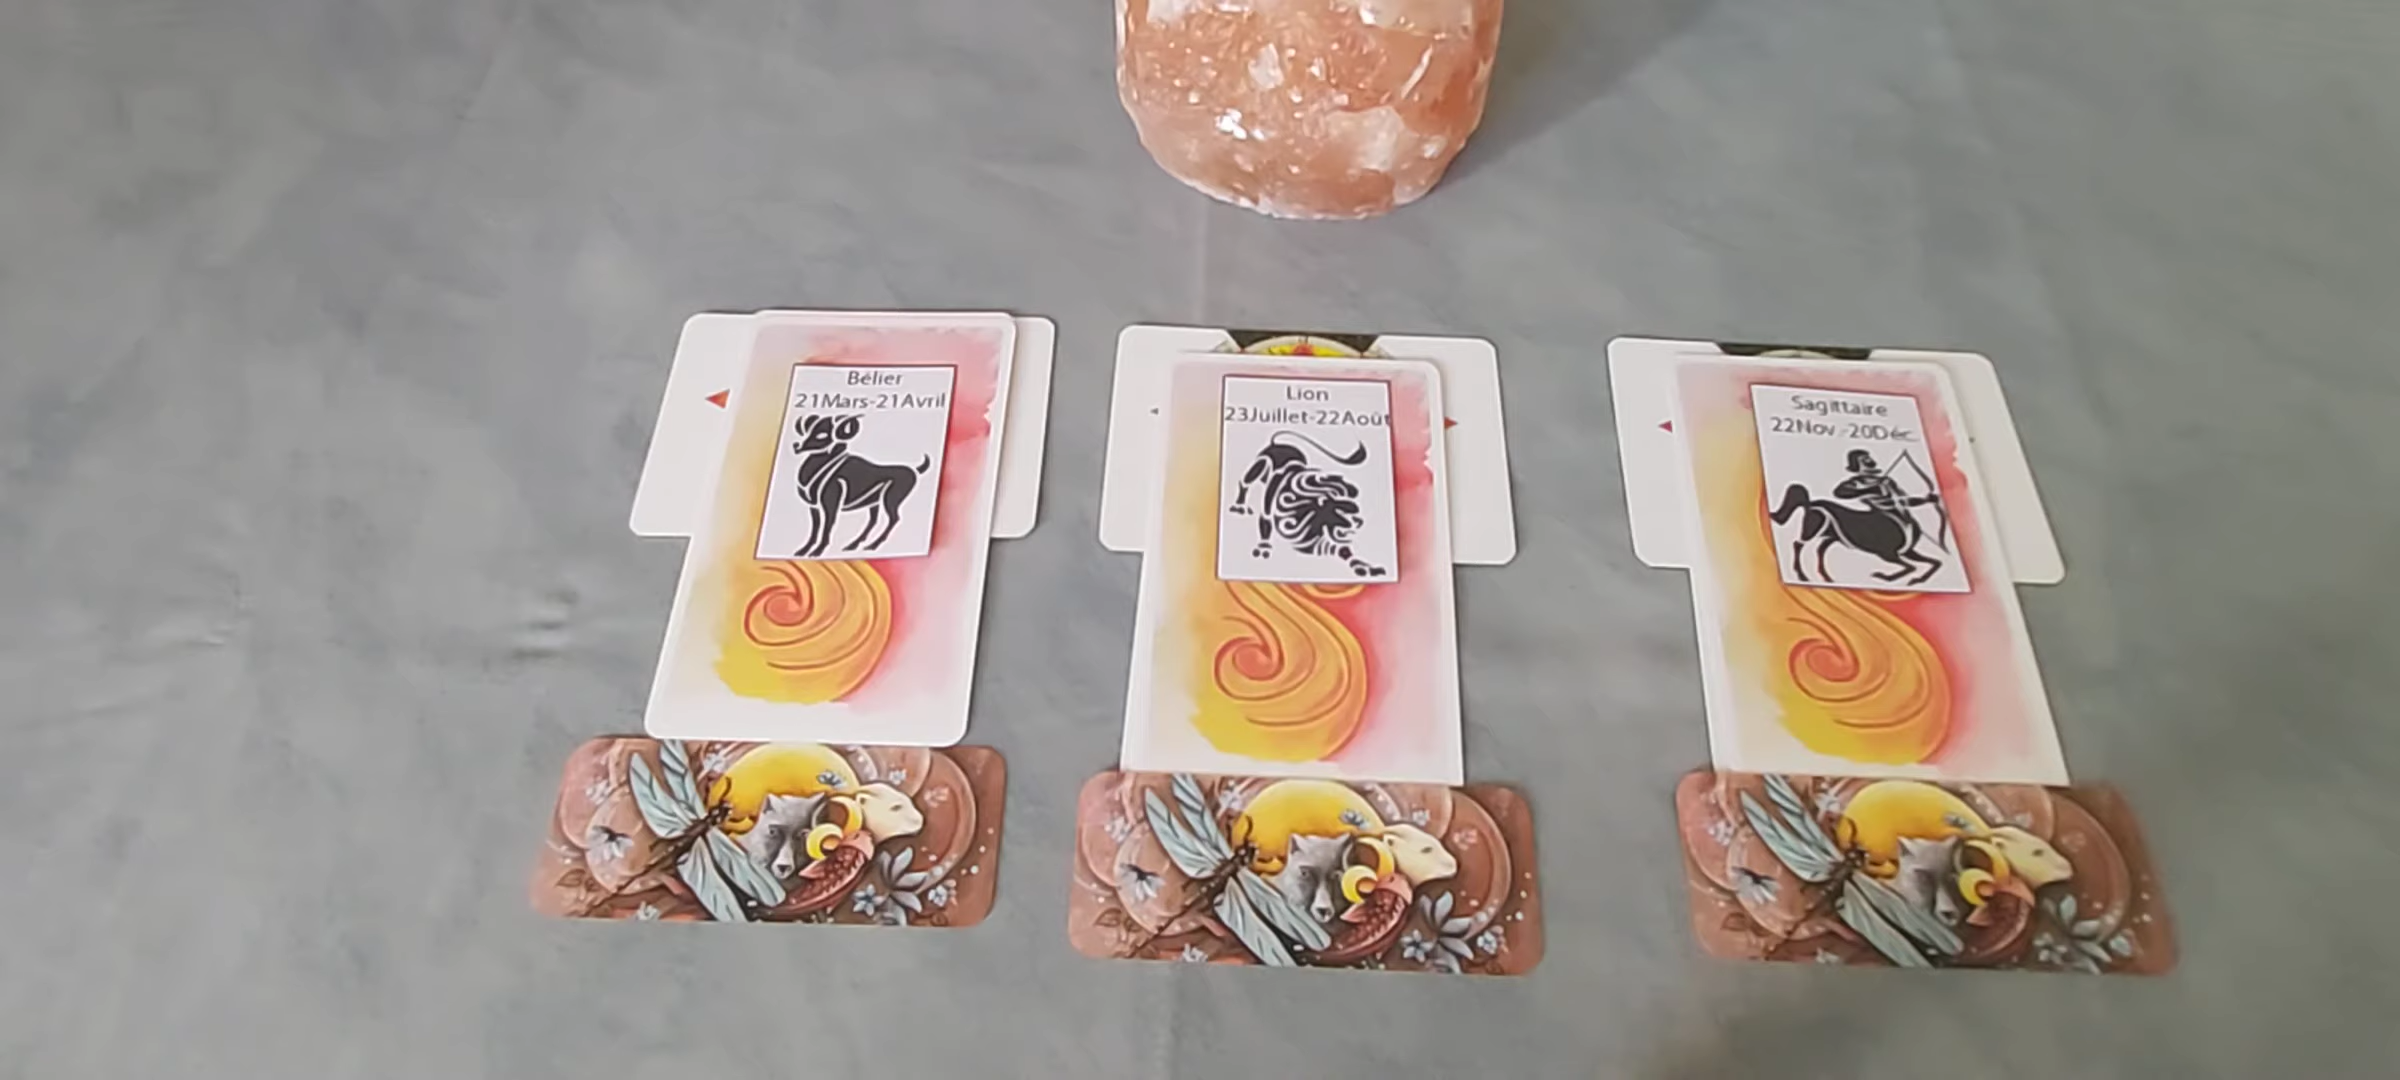 Bélier
21Mars-21Avril
Lion
23Juillet-22Août
Sagittaire
22Nov.-20Déc.